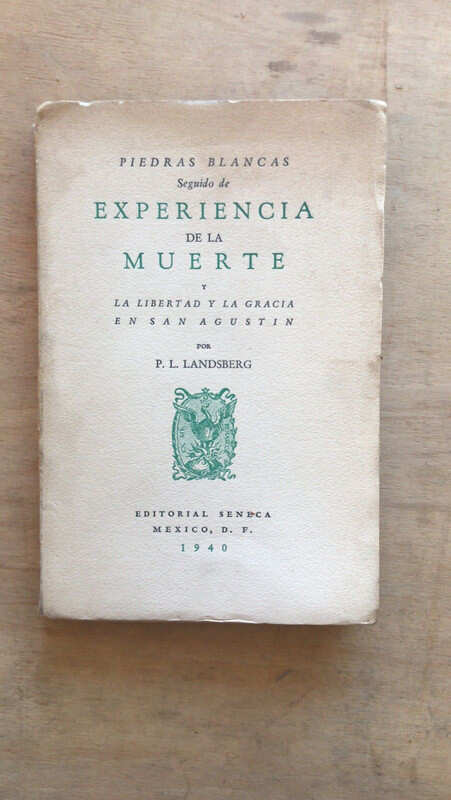 PIEDRAS BLANCAS
Seguido de
EXPERIENCIA
DE LA
MUERTE
Y
LA LIBERTAD Y LA GRACIA
EN SAN AGUSTIN
POR
P. L. LANDSBERG
EDITORIAL SENECA
MEXICO, D. F.
1940